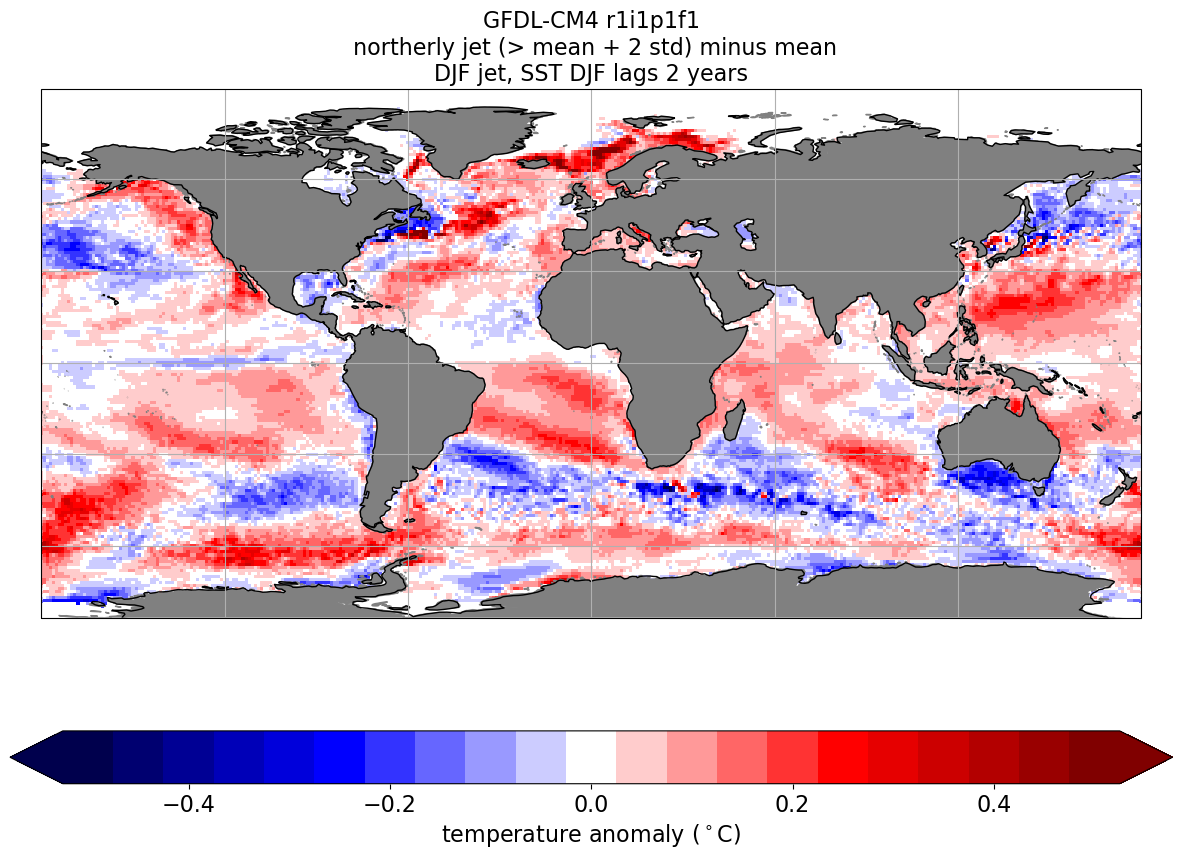 GFDL-CM4 r1i1p1f1
northerly jet (> mean + 2 std) minus mean
DJF jet, SST DJF lags 2 years
−0.4 −0.2 0.0 0.2 0.4
temperature anomaly (°C)